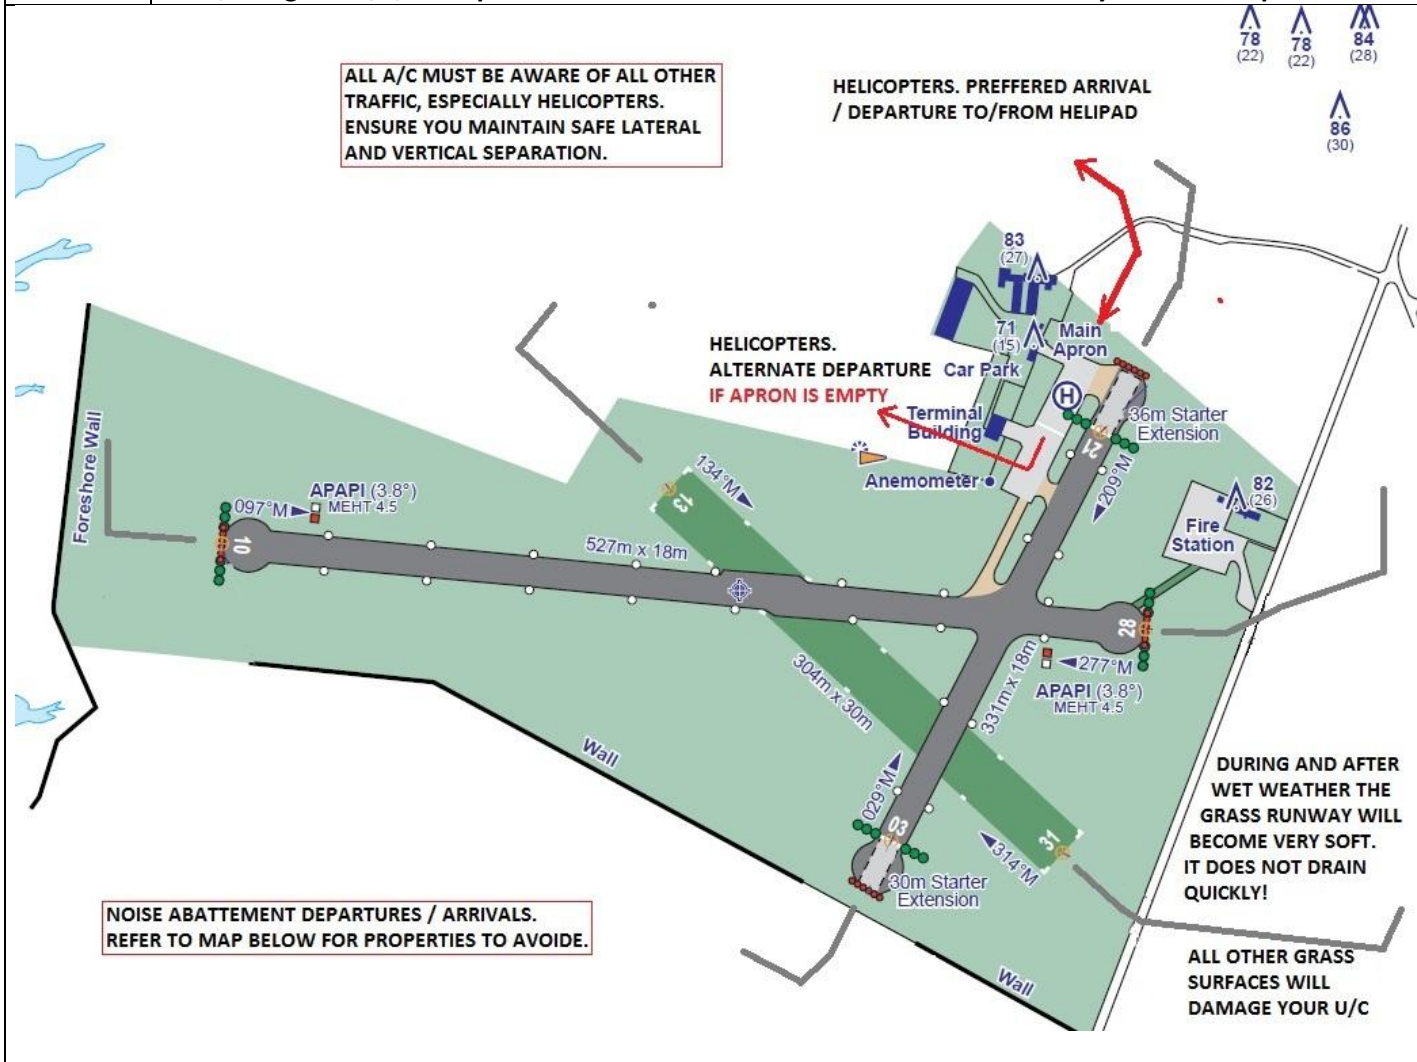 78
(22)
78
(22)
84
(28)
86
(30)
ALL A/C MUST BE AWARE OF ALL OTHER
TRAFFIC, ESPECIALLY HELICOPTERS.
ENSURE YOU MAINTAIN SAFE LATERAL
AND VERTICAL SEPARATION.
HELICOPTERS. PREFFERED ARRIVAL
/ DEPARTURE TO/FROM HELIPAD
83
(27)
71
(15)
Main
Apron
Car Park
HELICOPTERS.
ALTERNATE DEPARTURE
IF APRON IS EMPTY
H
Terminal
Building
36m Starter
Extension
21
209°M
Anemometer
82
(26)
Fire
Station
Foreshore Wall
APAPI (3.8°)
MEHT 4.5
097°M
10
134°M
13
527m x 18m
28
277°M
APAPI (3.8°)
MEHT 4.5
304m x 30m
331m x 18m
Wall
029°M
03
31
314°M
30m Starter
Extension
DURING AND AFTER
WET WEATHER THE
GRASS RUNWAY WILL
BECOME VERY SOFT.
IT DOES NOT DRAIN
QUICKLY!
NOISE ABATTEMENT DEPARTURES / ARRIVALS.
REFER TO MAP BELOW FOR PROPERTIES TO AVOIDE.
ALL OTHER GRASS
SURFACES WILL
DAMAGE YOUR U/C
Wall